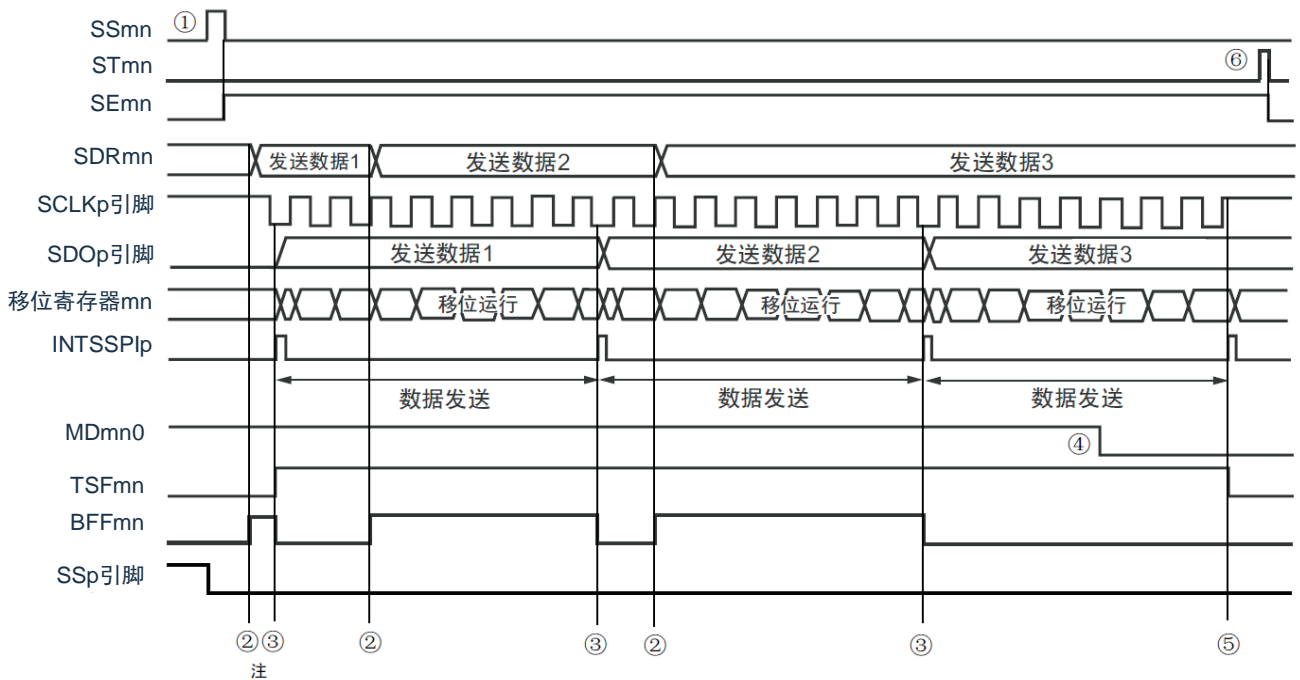 ① SSmn
STmn ⑥
SEmn
SDRmn 发送数据1 发送数据2 发送数据3
SCLKp引脚
SDOp引脚 发送数据1 发送数据2 发送数据3
移位寄存器mn 移位运行 移位运行 移位运行
INTSSPIp
数据发送 数据发送 数据发送
MDmn0 ④
TSFmn
BFFmn
SSp引脚
②③ ② ③ ② ③ ⑤
注